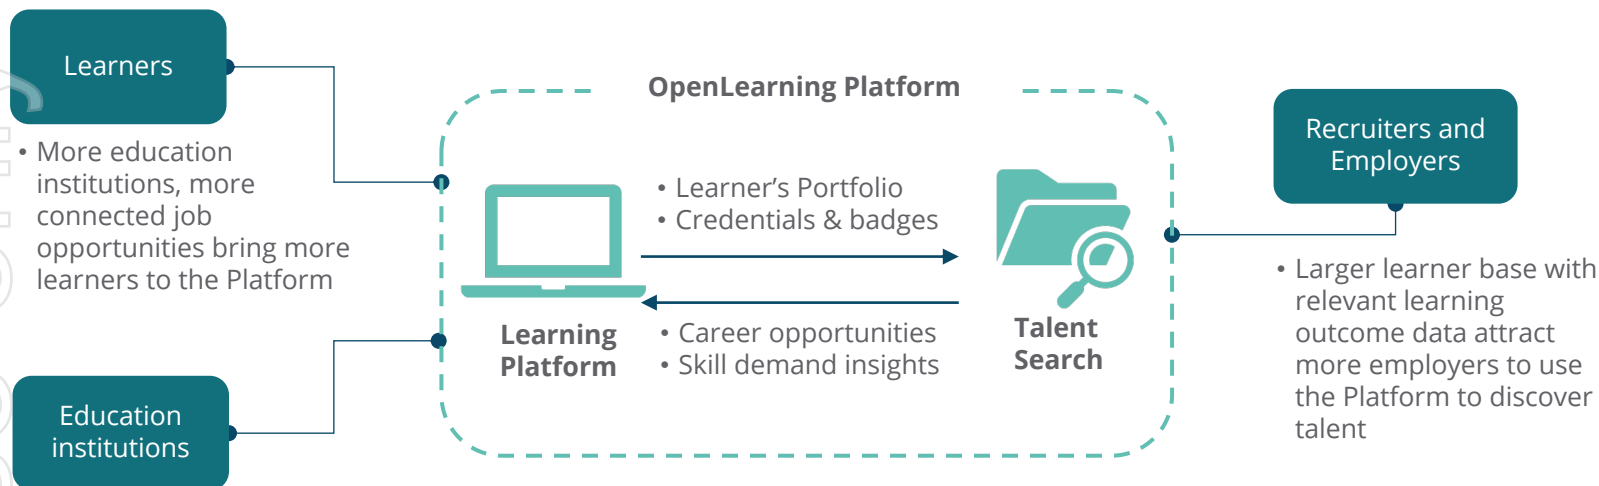 Learners
• More education
institutions, more
connected job
opportunities bring more
learners to the Platform
Education
institutions
OpenLearning Platform
Learning
Platform
• Learner’s Portfolio
• Credentials & badges
• Career opportunities
• Skill demand insights
Talent
Search
Recruiters and
Employers
• Larger learner base with
relevant learning
outcome data attract
more employers to use
the Platform to discover
talent